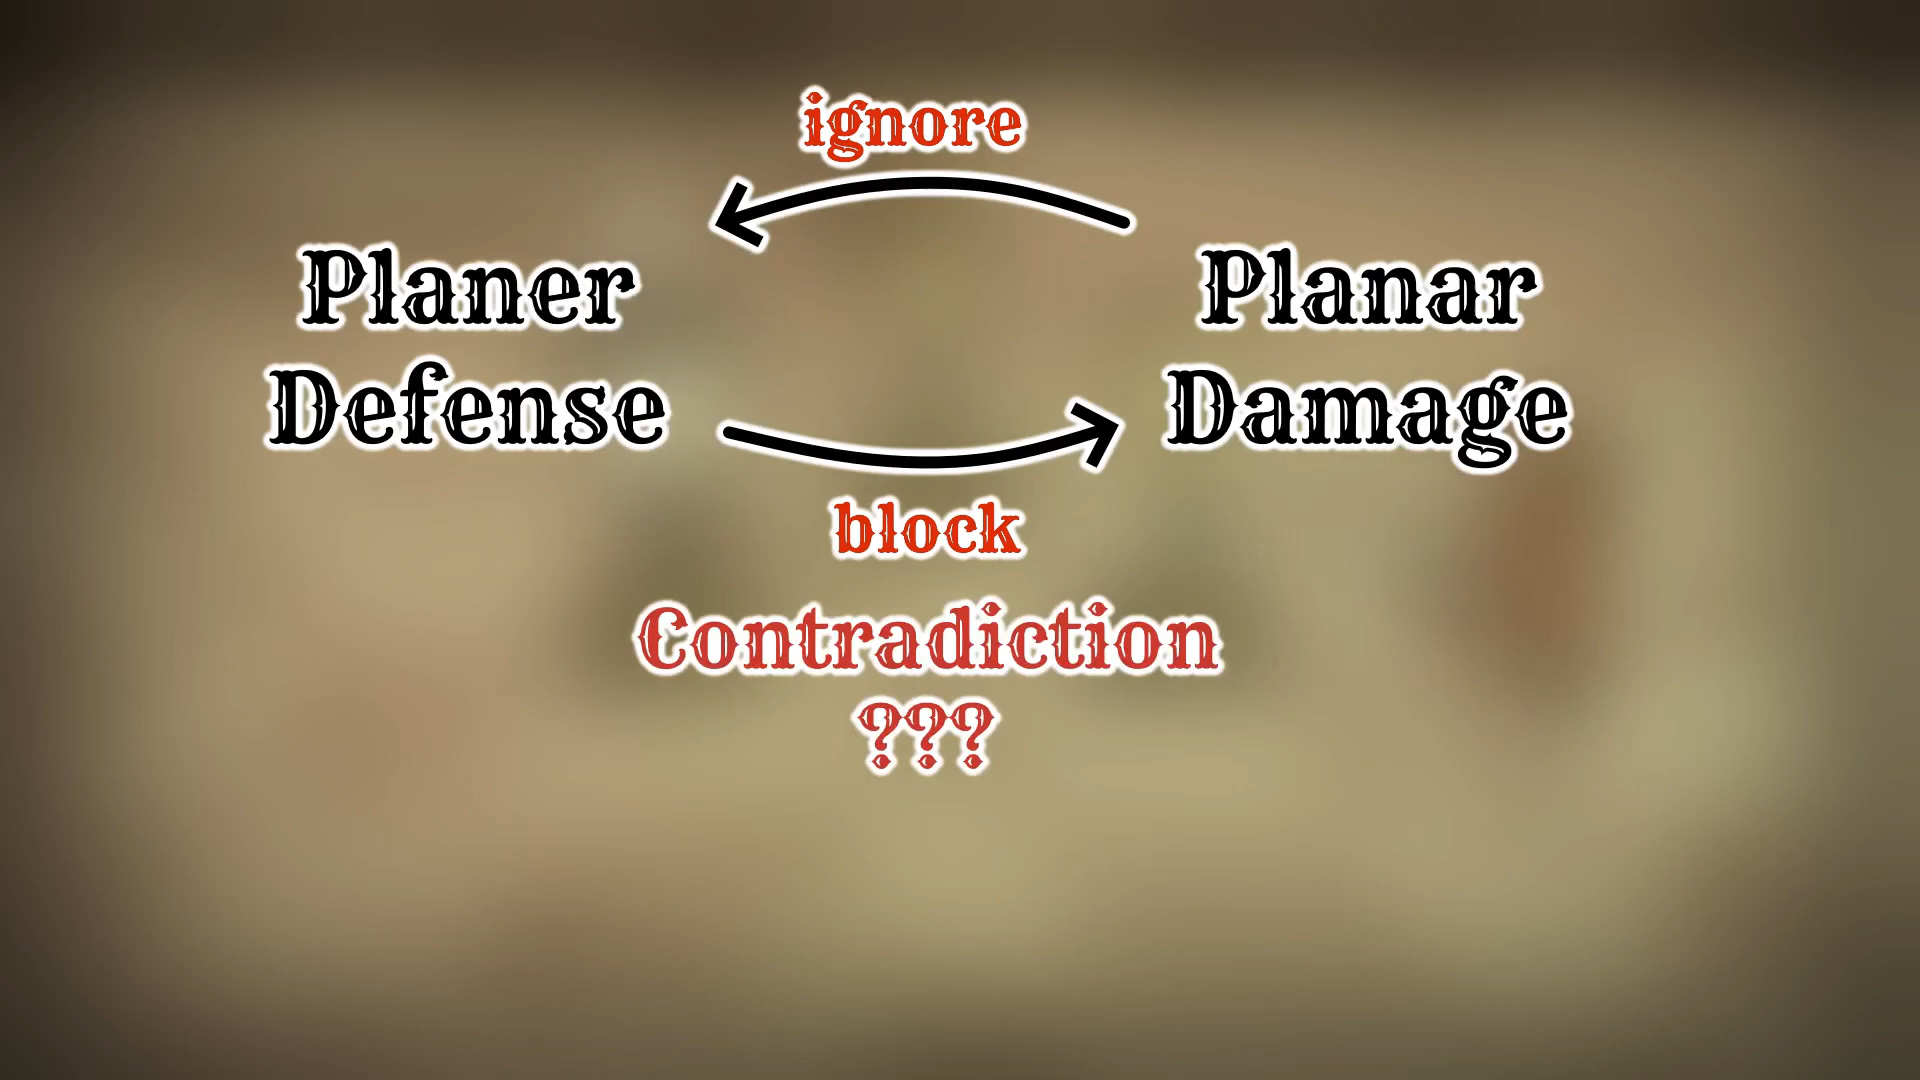 ignore
Planer
Defense
Planar
Damage
block
Contradiction
???